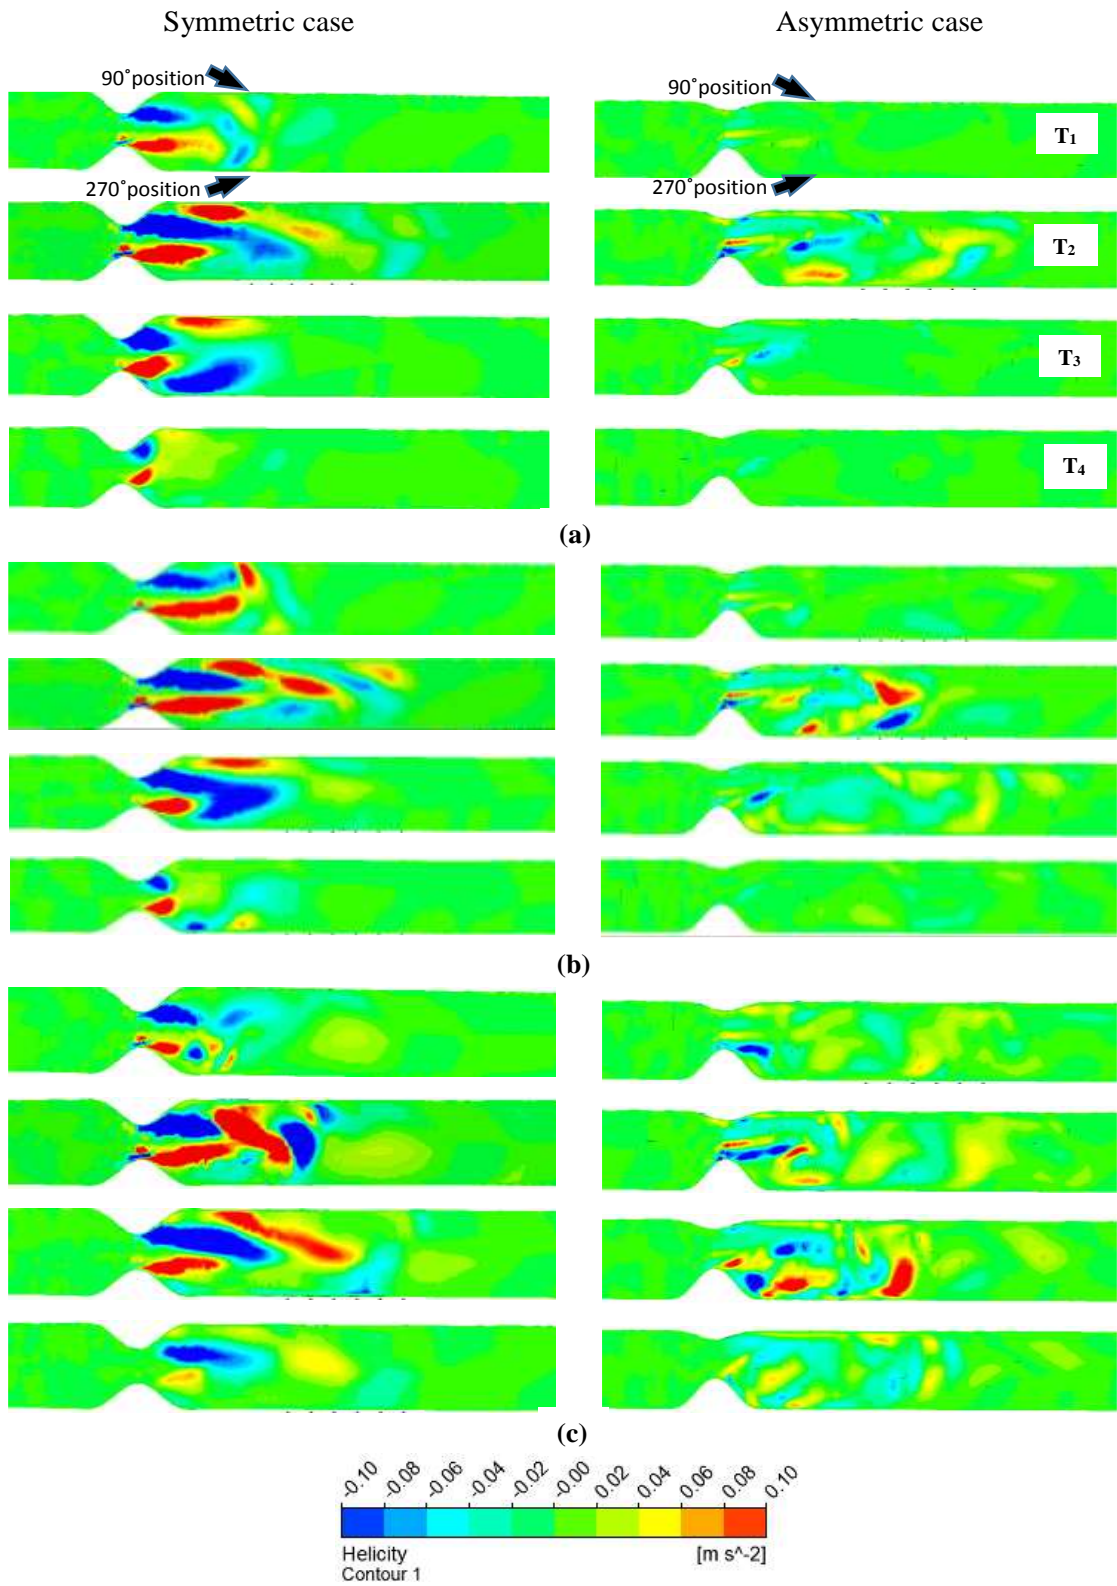 Symmetric case
Asymmetric case
90˚position
90˚position
T1
270˚position
270˚position
T2
T3
T4
(a)
(b)
(c)
-0.10 -0.08 -0.06 -0.04 -0.02 -0.00 0.02 0.04 0.06 0.08 0.10
Helicity [m s^-2]
Contour 1